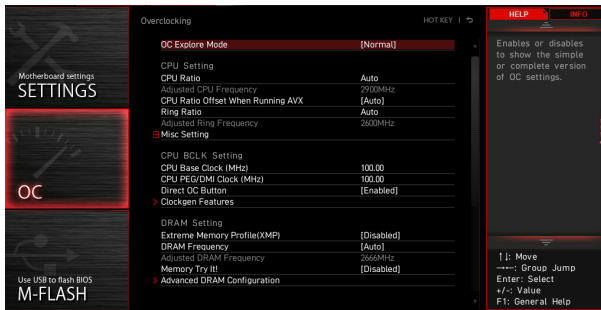 Motherboard settings
SETTINGS
OC
Use USB to flash BIOS
M-FLASH
Overclocking
HOT KEY |
OC Explore Mode [Normal]
CPU Setting
CPU Ratio Auto
Adjusted CPU Frequency 2900MHz
CPU Ratio Offset When Running AVX [Auto]
Ring Ratio Auto
Adjusted Ring Frequency 2600MHz
Misc Setting
CPU BCLK Setting
CPU Base Clock (MHz) 100.00
CPU PEG/DMI Clock (MHz) 100.00
Direct OC Button [Enabled]
Clockgen Features
DRAM Setting
Extreme Memory Profile(XMP) [Disabled]
DRAM Frequency [Auto]
Adjusted DRAM Frequency 2666MHz
Memory Try It! [Disabled]
Advanced DRAM Configuration
HELP INFO
Enables or disables
to show the simple
or complete version
of OC settings.
↑↓: Move
→←: Group Jump
Enter: Select
+/-: Value
F1: General Help